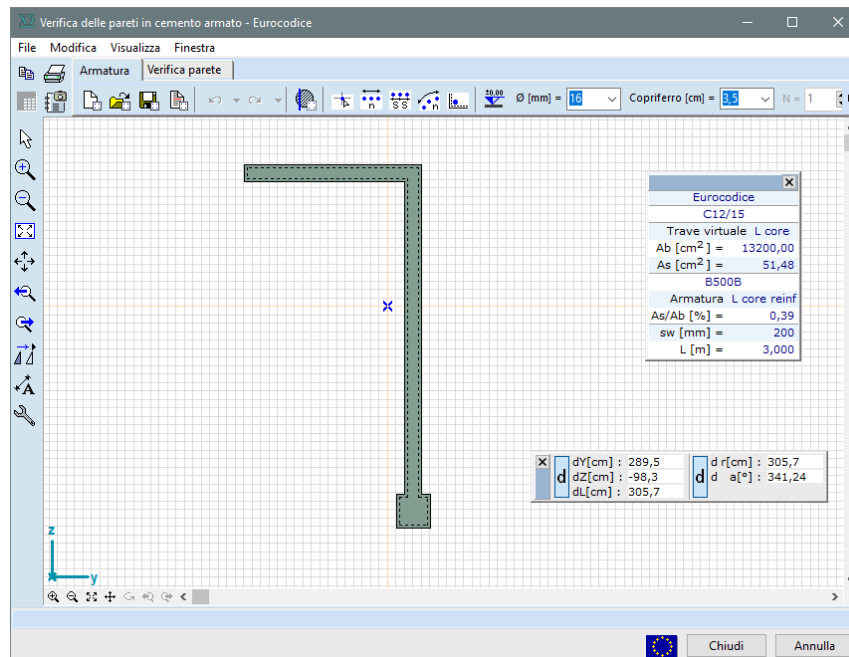 Verifica delle pareti in cemento armato - Eurocodice
File Modifica Visualizza Finestra
Armatura Verifica parete
Ø [mm] = 16 Copriferro [cm] = 3,5 N = 1
Eurocodice
C12/15
Trave virtuale L core
Ab [cm2] = 13200,00
As [cm2] = 51,48
B500B
Armatura L core reinf
As/Ab [%] = 0,39
sw [mm] = 200
L [m] = 3,000
d dY[cm] : 289,5 d d r[cm] : 305,7
dZ[cm] : -98,3 d a[°] : 341,24
dL[cm] : 305,7
z
y
Chiudi Annulla